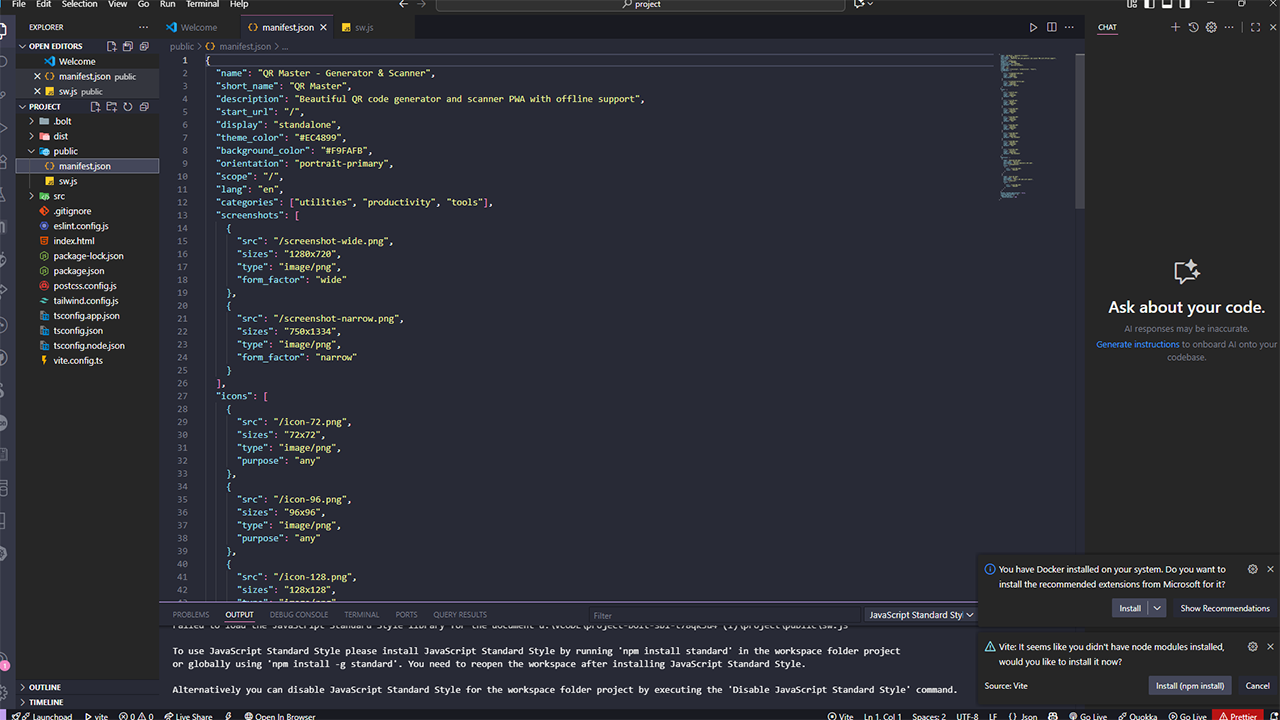 File Edit Selection View Go Run Terminal Help
project
EXPLORER
OPEN EDITORS
Welcome
manifest.json public
sw.js public
PROJECT
.bolt
dist
public
manifest.json
sw.js
src
.gitignore
eslint.config.js
index.html
package-lock.json
package.json
postcss.config.js
tailwind.config.js
tsconfig.app.json
tsconfig.json
tsconfig.node.json
vite.config.ts
OUTLINE
TIMELINE
Welcome
manifest.json
sw.js
public > manifest.json > ...
1 {
2 "name": "QR Master - Generator & Scanner",
3 "short_name": "QR Master",
4 "description": "Beautiful QR code generator and scanner PWA with offline support",
5 "start_url": "/",
6 "display": "standalone",
7 "theme_color": "#EC4899",
8 "background_color": "#F9FAFB",
9 "orientation": "portrait-primary",
10 "scope": "/",
11 "lang": "en",
12 "categories": ["utilities", "productivity", "tools"],
13 "screenshots": [
14 {
15 "src": "/screenshot-wide.png",
16 "sizes": "1280x720",
17 "type": "image/png",
18 "form_factor": "wide"
19 },
20 {
21 "src": "/screenshot-narrow.png",
22 "sizes": "750x1334",
23 "type": "image/png",
24 "form_factor": "narrow"
25 }
26 ],
27 "icons": [
28 {
29 "src": "/icon-72.png",
30 "sizes": "72x72",
31 "type": "image/png",
32 "purpose": "any"
33 },
34 {
35 "src": "/icon-96.png",
36 "sizes": "96x96",
37 "type": "image/png",
38 "purpose": "any"
39 },
40 {
41 "src": "/icon-128.png",
42 "sizes": "128x128",
CHAT
Ask about your code.
AI responses may be inaccurate.
Generate instructions to onboard AI onto your
codebase.
PROBLEMS OUTPUT DEBUG CONSOLE TERMINAL PORTS QUERY RESULTS
Filter
JavaScript Standard Styl
Failed to load the JavaScript Standard Style library for the document
To use JavaScript Standard Style please install JavaScript Standard Style by running 'npm install standard' in the workspace folder project
or globally using 'npm install -g standard'. You need to reopen the workspace after installing JavaScript Standard Style.
Alternatively you can disable JavaScript Standard Style for the workspace folder project by executing the 'Disable JavaScript Standard Style' command.
You have Docker installed on your system. Do you want to
install the recommended extensions from Microsoft for it?
Install
Show Recommendations
Vite: It seems like you didn't have node modules installed,
would you like to install it now?
Source: Vite
Install (npm install)
Cancel
Launchpad vite 0 0 Live Share Open In Browser
Vite Ln 1, Col 1 Spaces: 2 UTF-8 LF {} Json Go Live Quokka Go Live Prettier
1